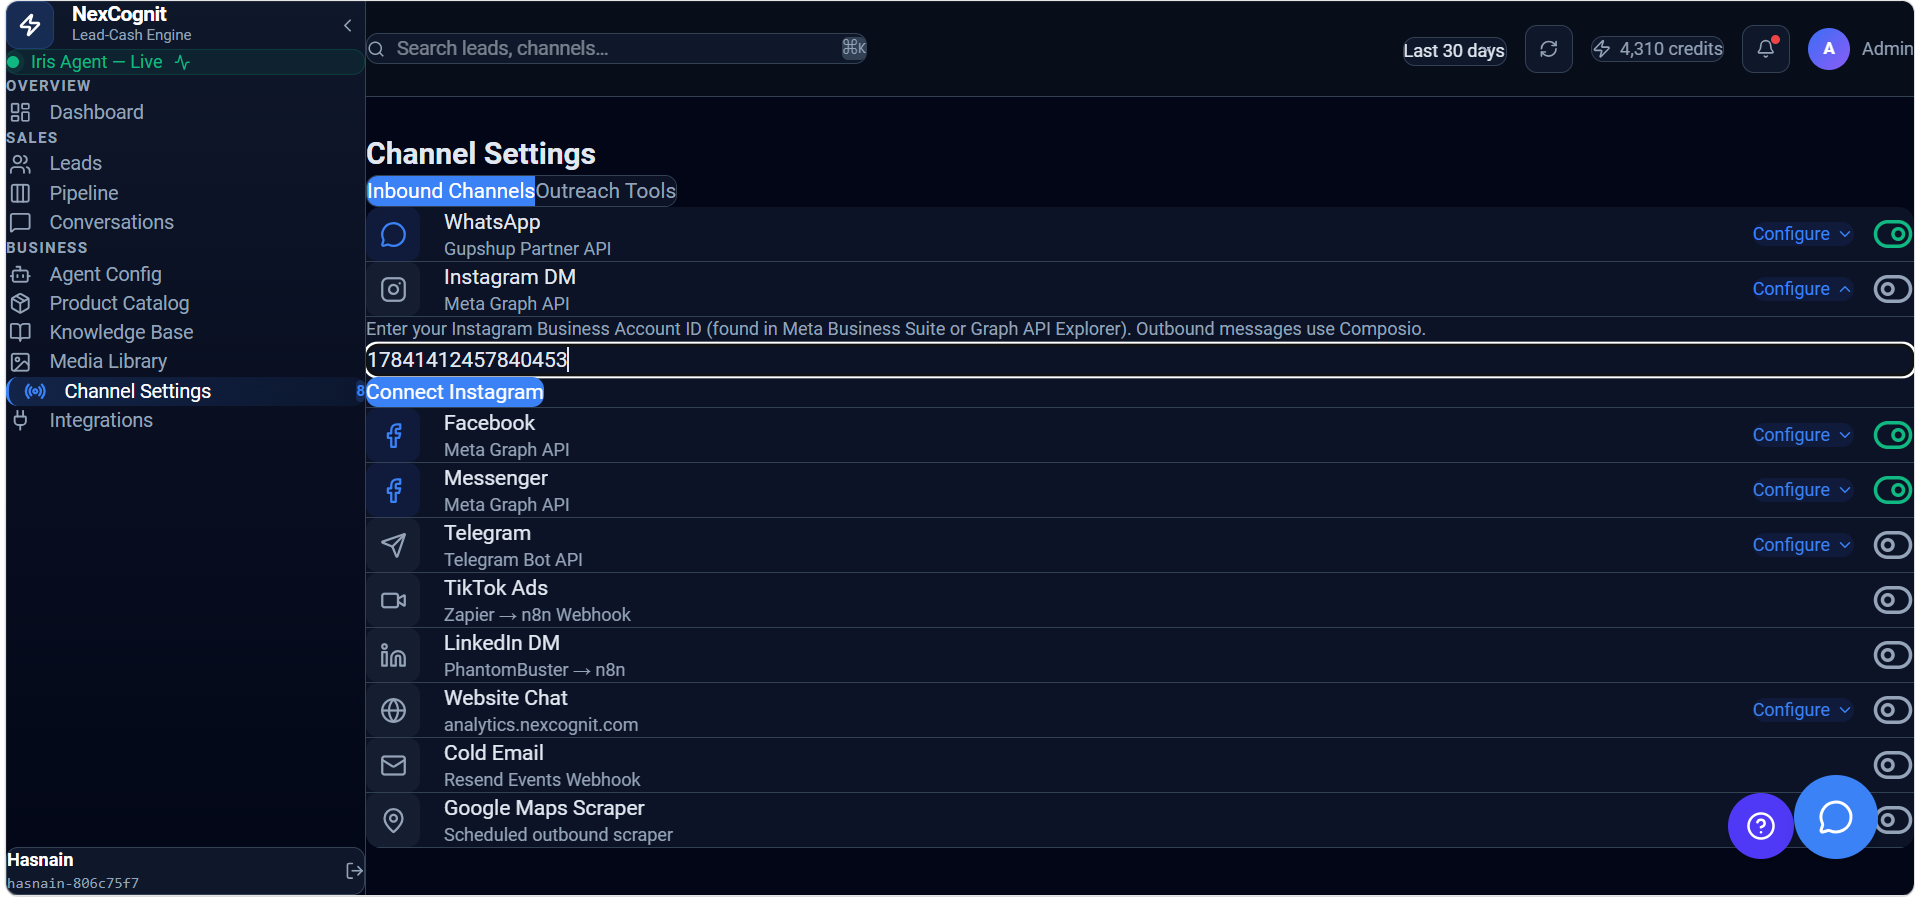 NexCognit
Lead-Cash Engine
Iris Agent — Live
OVERVIEW
Dashboard
SALES
Leads
Pipeline
Conversations
BUSINESS
Agent Config
Product Catalog
Knowledge Base
Media Library
Channel Settings 8
Integrations
Hasnain
hasnain-806c75f7
Search leads, channels... ⌘K
Last 30 days
4,310 credits
A Admin
Channel Settings
Inbound Channels Outreach Tools
WhatsApp
Gupshup Partner API
Configure
Instagram DM
Meta Graph API
Configure
Enter your Instagram Business Account ID (found in Meta Business Suite or Graph API Explorer). Outbound messages use Composio.
17841412457840453
Connect Instagram
Facebook
Meta Graph API
Configure
Messenger
Meta Graph API
Configure
Telegram
Telegram Bot API
Configure
TikTok Ads
Zapier → n8n Webhook
LinkedIn DM
PhantomBuster → n8n
Website Chat
analytics.nexcognit.com
Configure
Cold Email
Resend Events Webhook
Google Maps Scraper
Scheduled outbound scraper